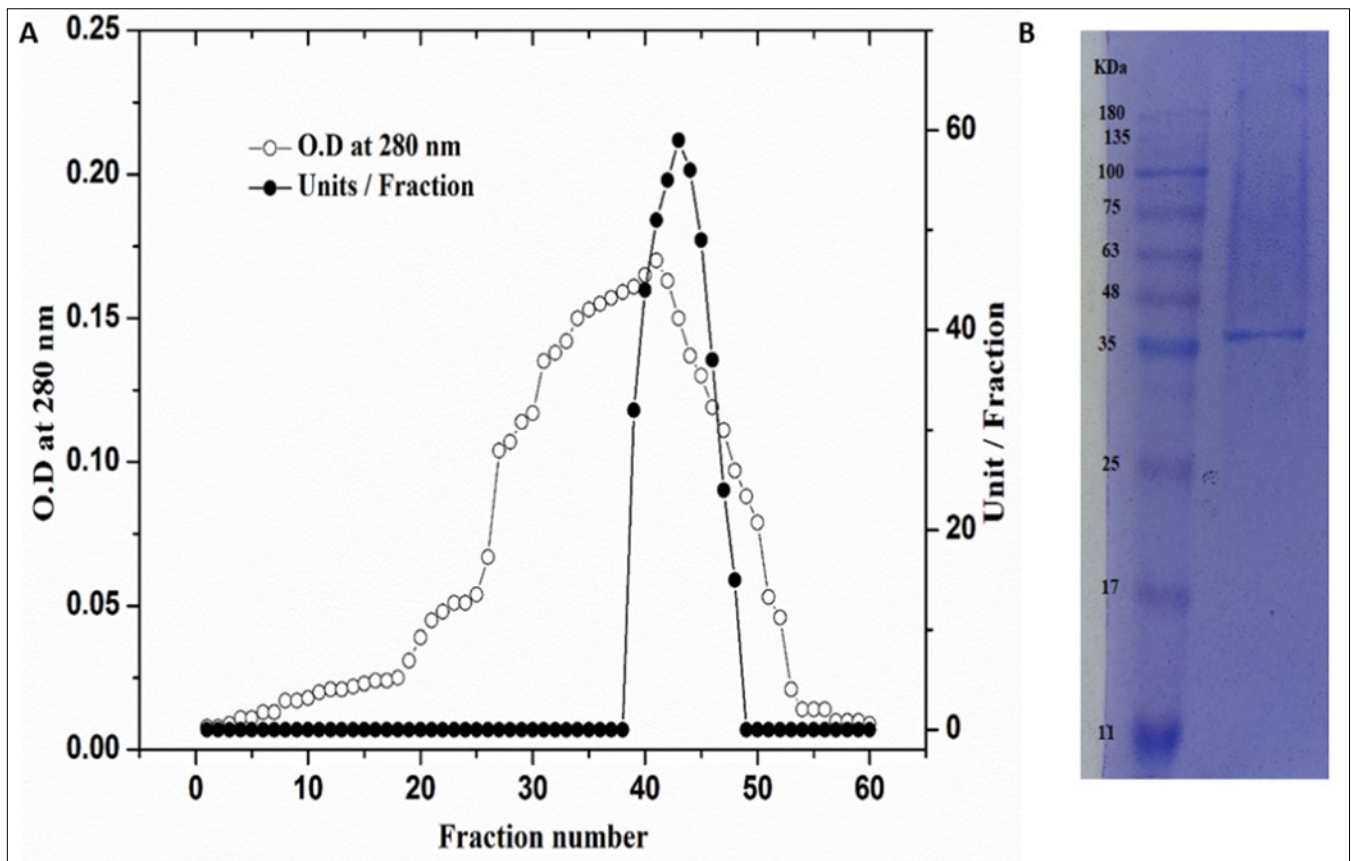 A
0.25
0.20
0.15
0.10
0.05
0.00
O.D at 280 nm
O.D at 280 nm
Units / Fraction
60
40
20
0
Unit / Fraction
0 10 20 30 40 50 60
Fraction number
B
KDa
180
135
100
75
63
48
35
25
17
11